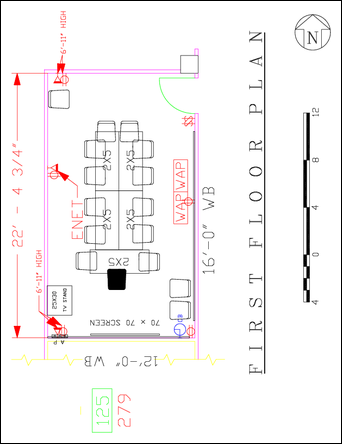 FIRST FLOOR PLAN
N
12
8
4
0
4
6'-11" HIGH
22' - 4 3/4"
ENET
6'-11" HIGH
2X5
2X5
2X5
2X5
2X5
WAP
WAP
16'-0" WB
$$
25X30
TV STAND
70 x 70 SCREEN
A P
12'-0" WB
125
279